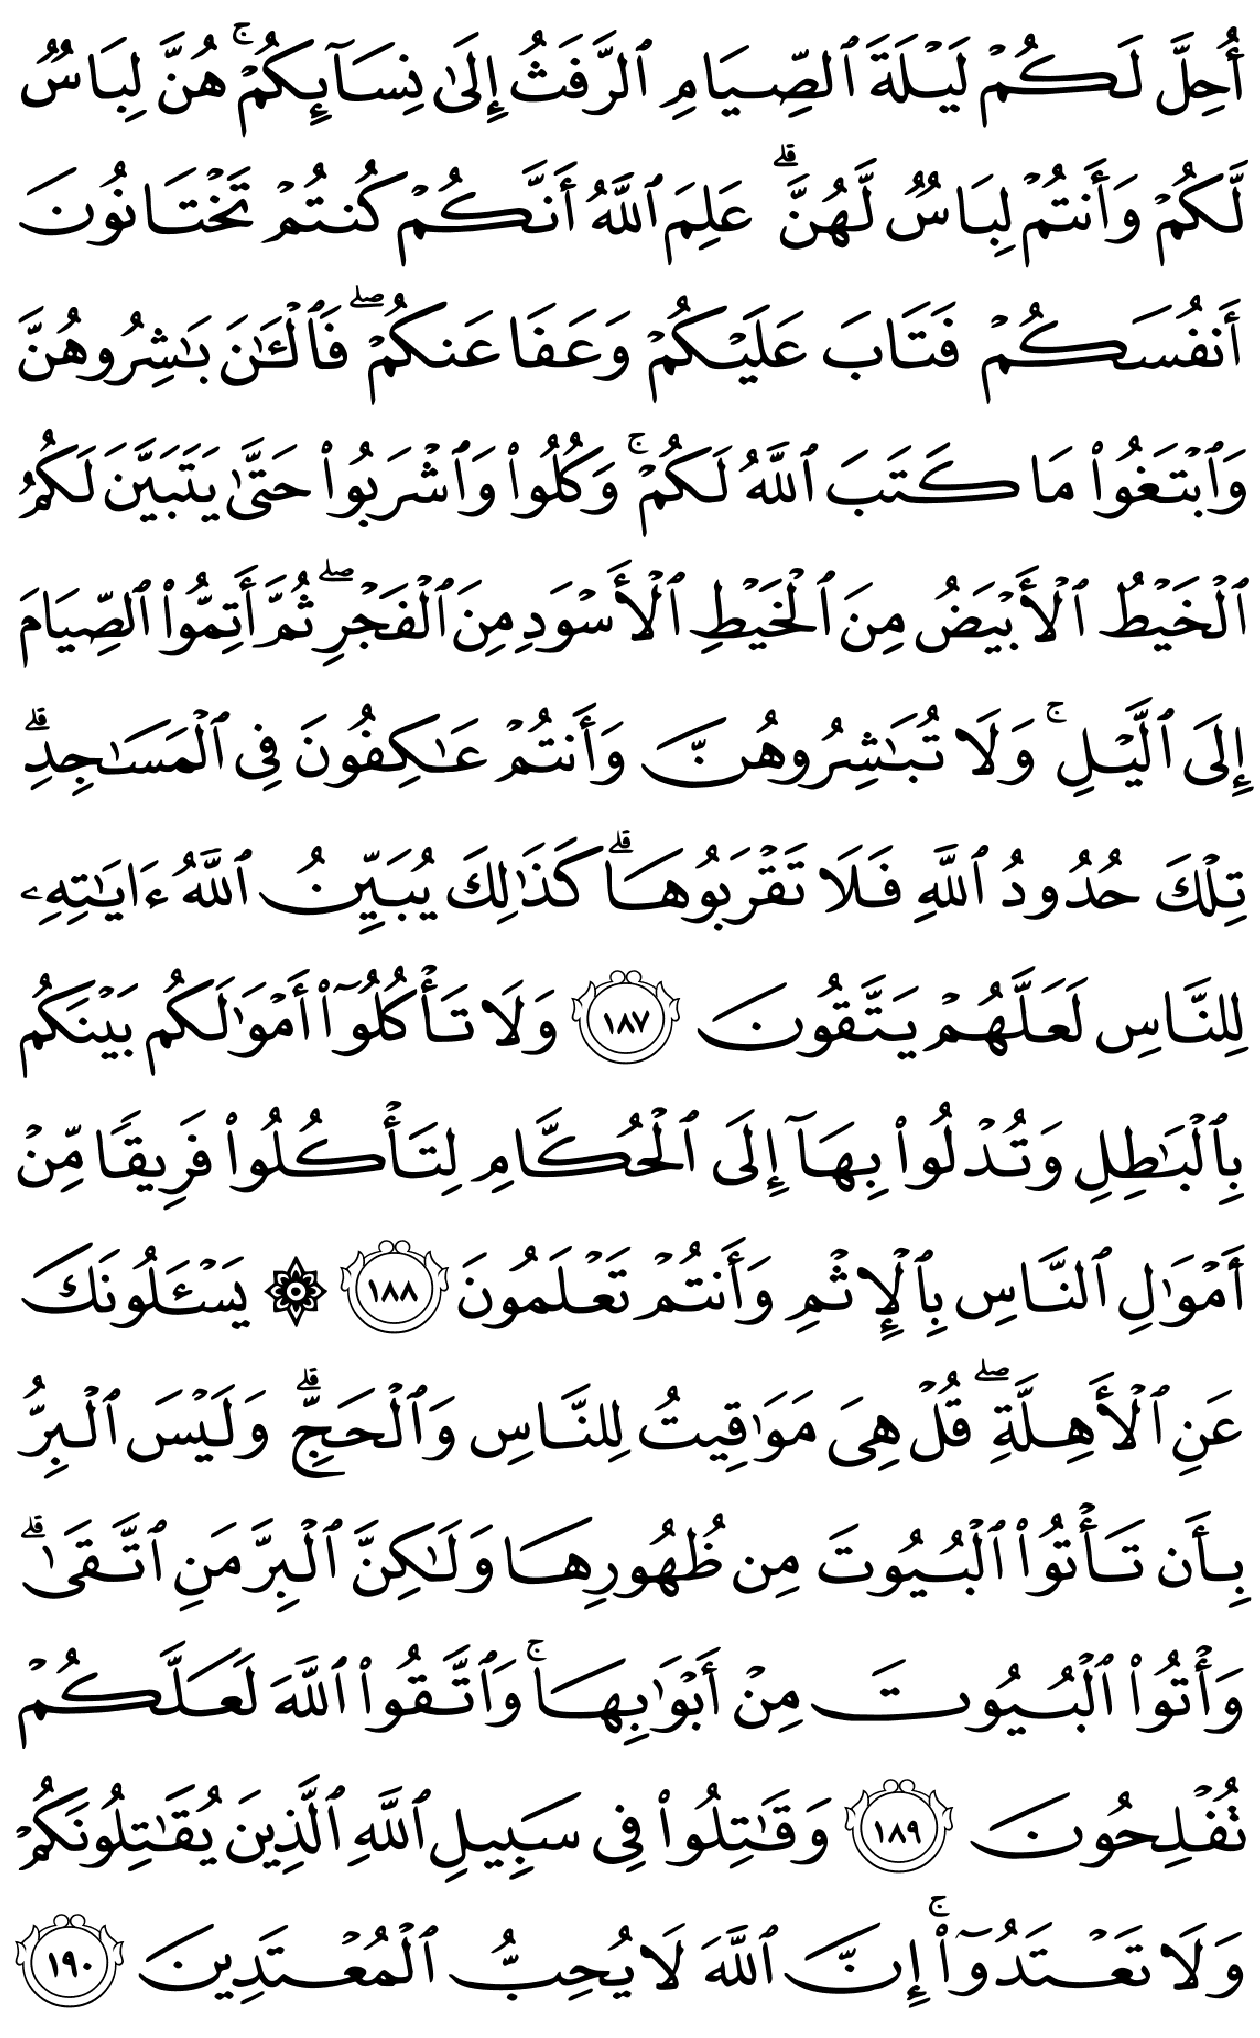 أُحِلَّ لَكُمۡ لَيۡلَةَ ٱلصِّيَامِ ٱلرَّفَثُ إِلَىٰ نِسَآئِكُمۡۚ هُنَّ لِبَاسٞ
لَّكُمۡ وَأَنتُمۡ لِبَاسٞ لَّهُنَّۗ عَلِمَ ٱللَّهُ أَنَّكُمۡ كُنتُمۡ تَخۡتَانُونَ
أَنفُسَكُمۡ فَتَابَ عَلَيۡكُمۡ وَعَفَا عَنكُمۡۖ فَٱلۡـَٰٔنَ بَٰشِرُوهُنَّ
وَٱبۡتَغُواْ مَا كَتَبَ ٱللَّهُ لَكُمۡۚ وَكُلُواْ وَٱشۡرَبُواْ حَتَّىٰ يَتَبَيَّنَ لَكُمُ
ٱلۡخَيۡطُ ٱلۡأَبۡيَضُ مِنَ ٱلۡخَيۡطِ ٱلۡأَسۡوَدِ مِنَ ٱلۡفَجۡرِۖ ثُمَّ أَتِمُّواْ ٱلصِّيَامَ
إِلَى ٱلَّيۡلِۚ وَلَا تُبَٰشِرُوهُنَّ وَأَنتُمۡ عَٰكِفُونَ فِي ٱلۡمَسَٰجِدِۗ
تِلۡكَ حُدُودُ ٱللَّهِ فَلَا تَقۡرَبُوهَاۗ كَذَٰلِكَ يُبَيِّنُ ٱللَّهُ ءَايَٰتِهِۦ
لِلنَّاسِ لَعَلَّهُمۡ يَتَّقُونَ ١٨٧ وَلَا تَأۡكُلُوٓاْ أَمۡوَٰلَكُم بَيۡنَكُم
بِٱلۡبَٰطِلِ وَتُدۡلُواْ بِهَآ إِلَى ٱلۡحُكَّامِ لِتَأۡكُلُواْ فَرِيقٗا مِّنۡ
أَمۡوَٰلِ ٱلنَّاسِ بِٱلۡإِثۡمِ وَأَنتُمۡ تَعۡلَمُونَ ١٨٨ ۞ يَسۡـَٔلُونَكَ
عَنِ ٱلۡأَهِلَّةِۖ قُلۡ هِيَ مَوَٰقِيتُ لِلنَّاسِ وَٱلۡحَجِّۗ وَلَيۡسَ ٱلۡبِرُّ
بِأَن تَأۡتُواْ ٱلۡبُيُوتَ مِن ظُهُورِهَا وَلَٰكِنَّ ٱلۡبِرَّ مَنِ ٱتَّقَىٰۗ
وَأۡتُواْ ٱلۡبُيُوتَ مِنۡ أَبۡوَٰبِهَاۚ وَٱتَّقُواْ ٱللَّهَ لَعَلَّكُمۡ
تُفۡلِحُونَ ١٨٩ وَقَٰتِلُواْ فِي سَبِيلِ ٱللَّهِ ٱلَّذِينَ يُقَٰتِلُونَكُمۡ
وَلَا تَعۡتَدُوٓاْۚ إِنَّ ٱللَّهَ لَا يُحِبُّ ٱلۡمُعۡتَدِينَ ١٩٠